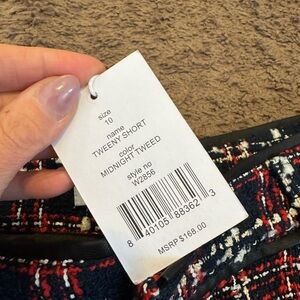 size
10
name
TWEENY SHORT
color
MIDNIGHT TWEED
style no
W2856
8 40105 88362 3
MSRP $168.00